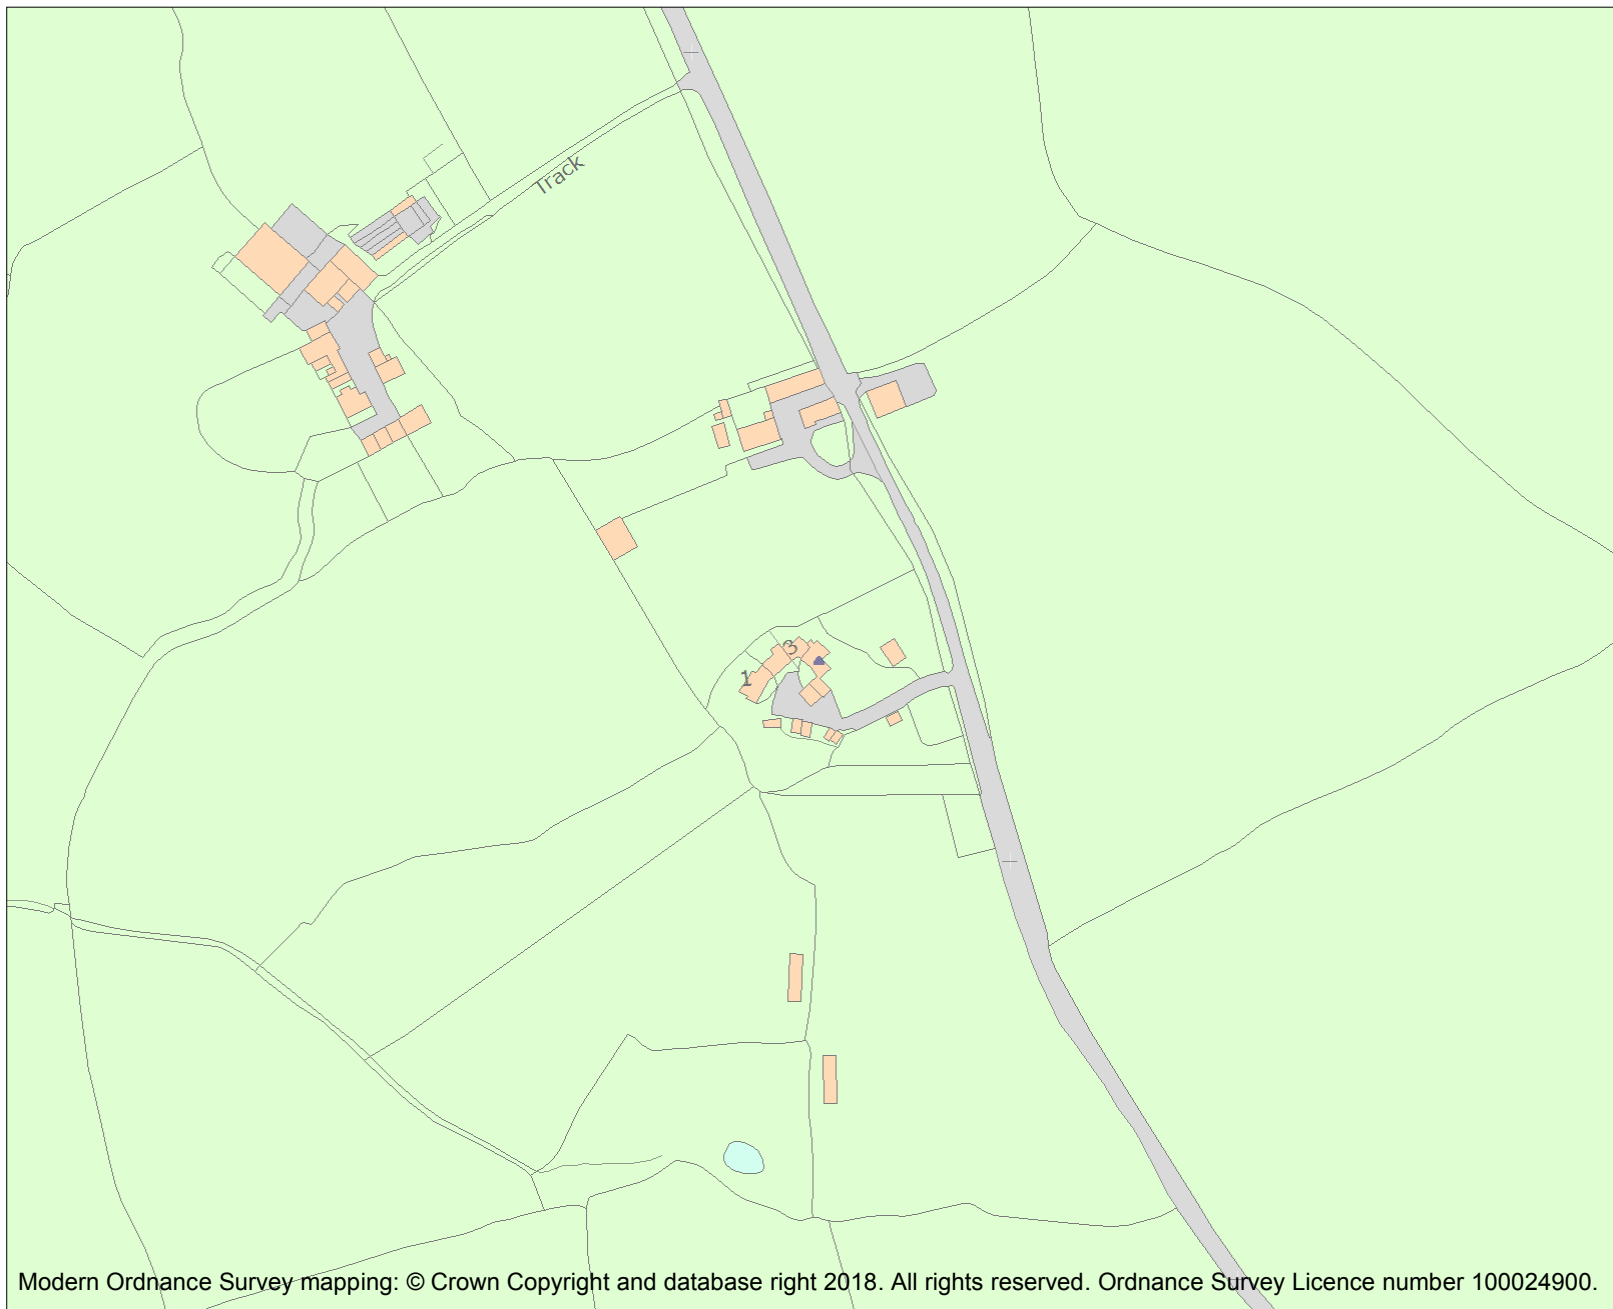 Track
3
1
Modern Ordnance Survey mapping: © Crown Copyright and database right 2018. All rights reserved. Ordnance Survey Licence number 100024900.